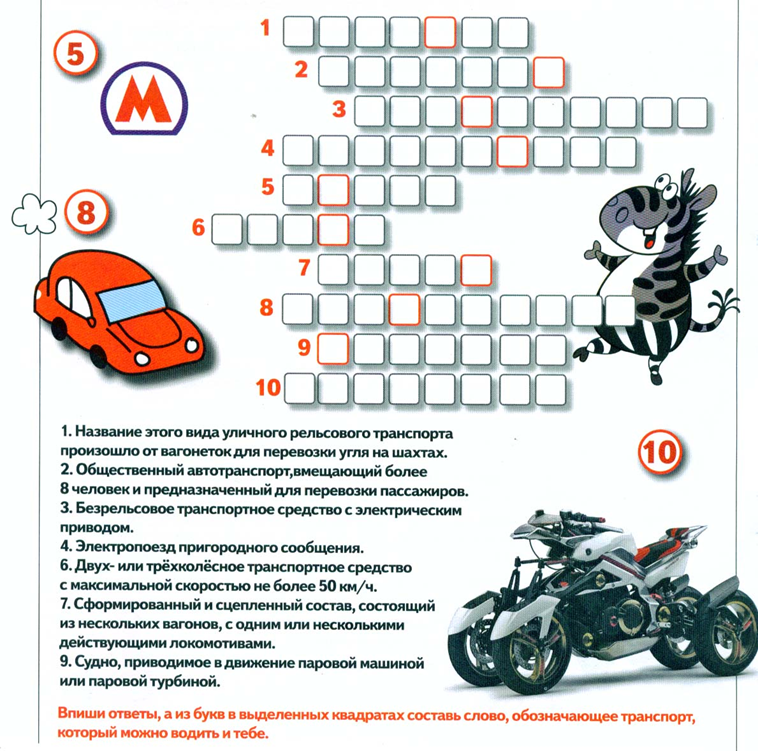 1
5
2
М
3
4
5
8
6
7
8
9
10
1. Название этого вида уличного рельсового транспорта
произошло от вагонеток для перевозки угля на шахтах.
10
2. Общественный автотранспорт,вмещающий более
8 человек и предназначенный для перевозки пассажиров.
3. Безрельсовое транспортное средство с электрическим
приводом.
4. Электропоезд пригородного сообщения.
6. Двух- или трёхколёсное транспортное средство
с максимальной скоростью не более 50 км/ч.
7. Сформированный и сцепленный состав, состоящий
из нескольких вагонов, с одним или несколькими
действующими локомотивами.
9. Судно, приводимое в движение паровой машиной
или паровой турбиной.
Впиши ответы, а из букв в выделенных квадратах составь слово, обозначающее транспорт,
который можно водить и тебе.